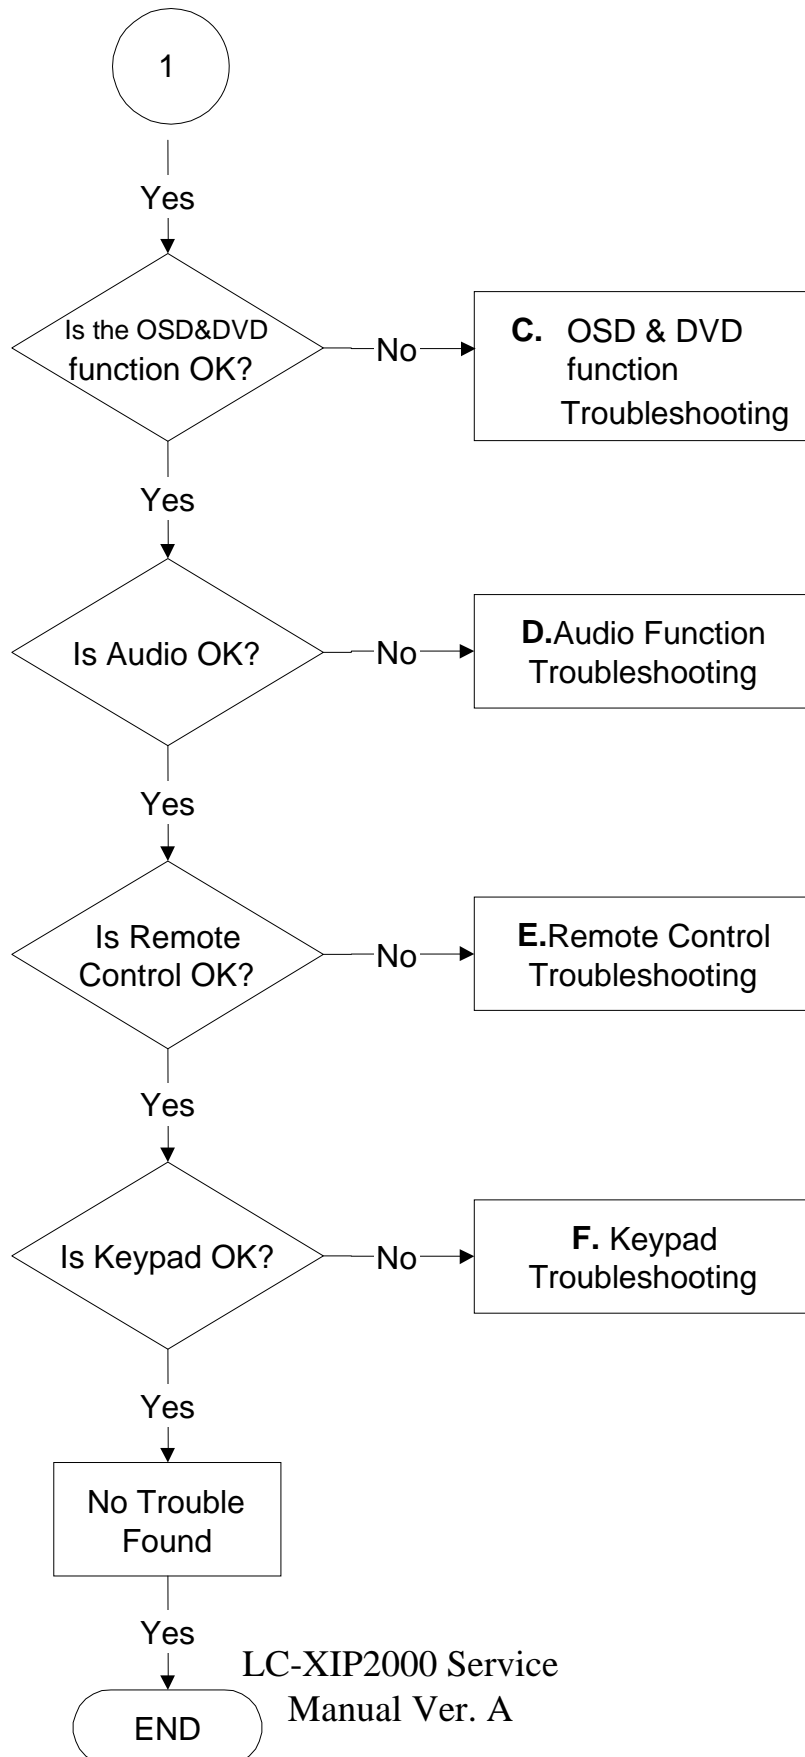 1
Yes
Is the OSD&DVD
function OK?
No
C. OSD & DVD
function
Troubleshooting
Yes
Is Audio OK?
No
D.Audio Function
Troubleshooting
Yes
Is Remote
Control OK?
No
E.Remote Control
Troubleshooting
Yes
Is Keypad OK?
No
F. Keypad
Troubleshooting
Yes
No Trouble
Found
Yes
LC-XIP2000 Service
Manual Ver. A
END